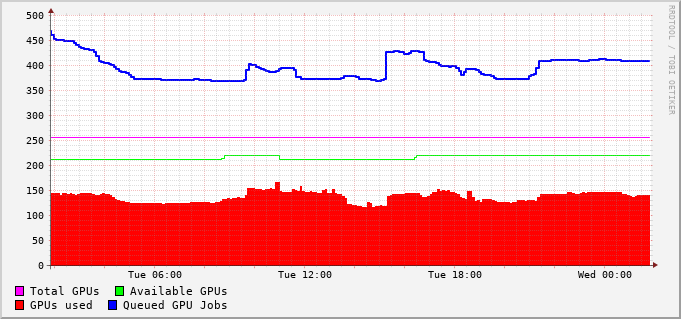 RRDTOOL / TOBI OETIKER
500
450
400
350
300
250
200
150
100
50
0
Tue 06:00 Tue 12:00 Tue 18:00 Wed 00:00
Total GPUs Available GPUs
GPUs used Queued GPU Jobs